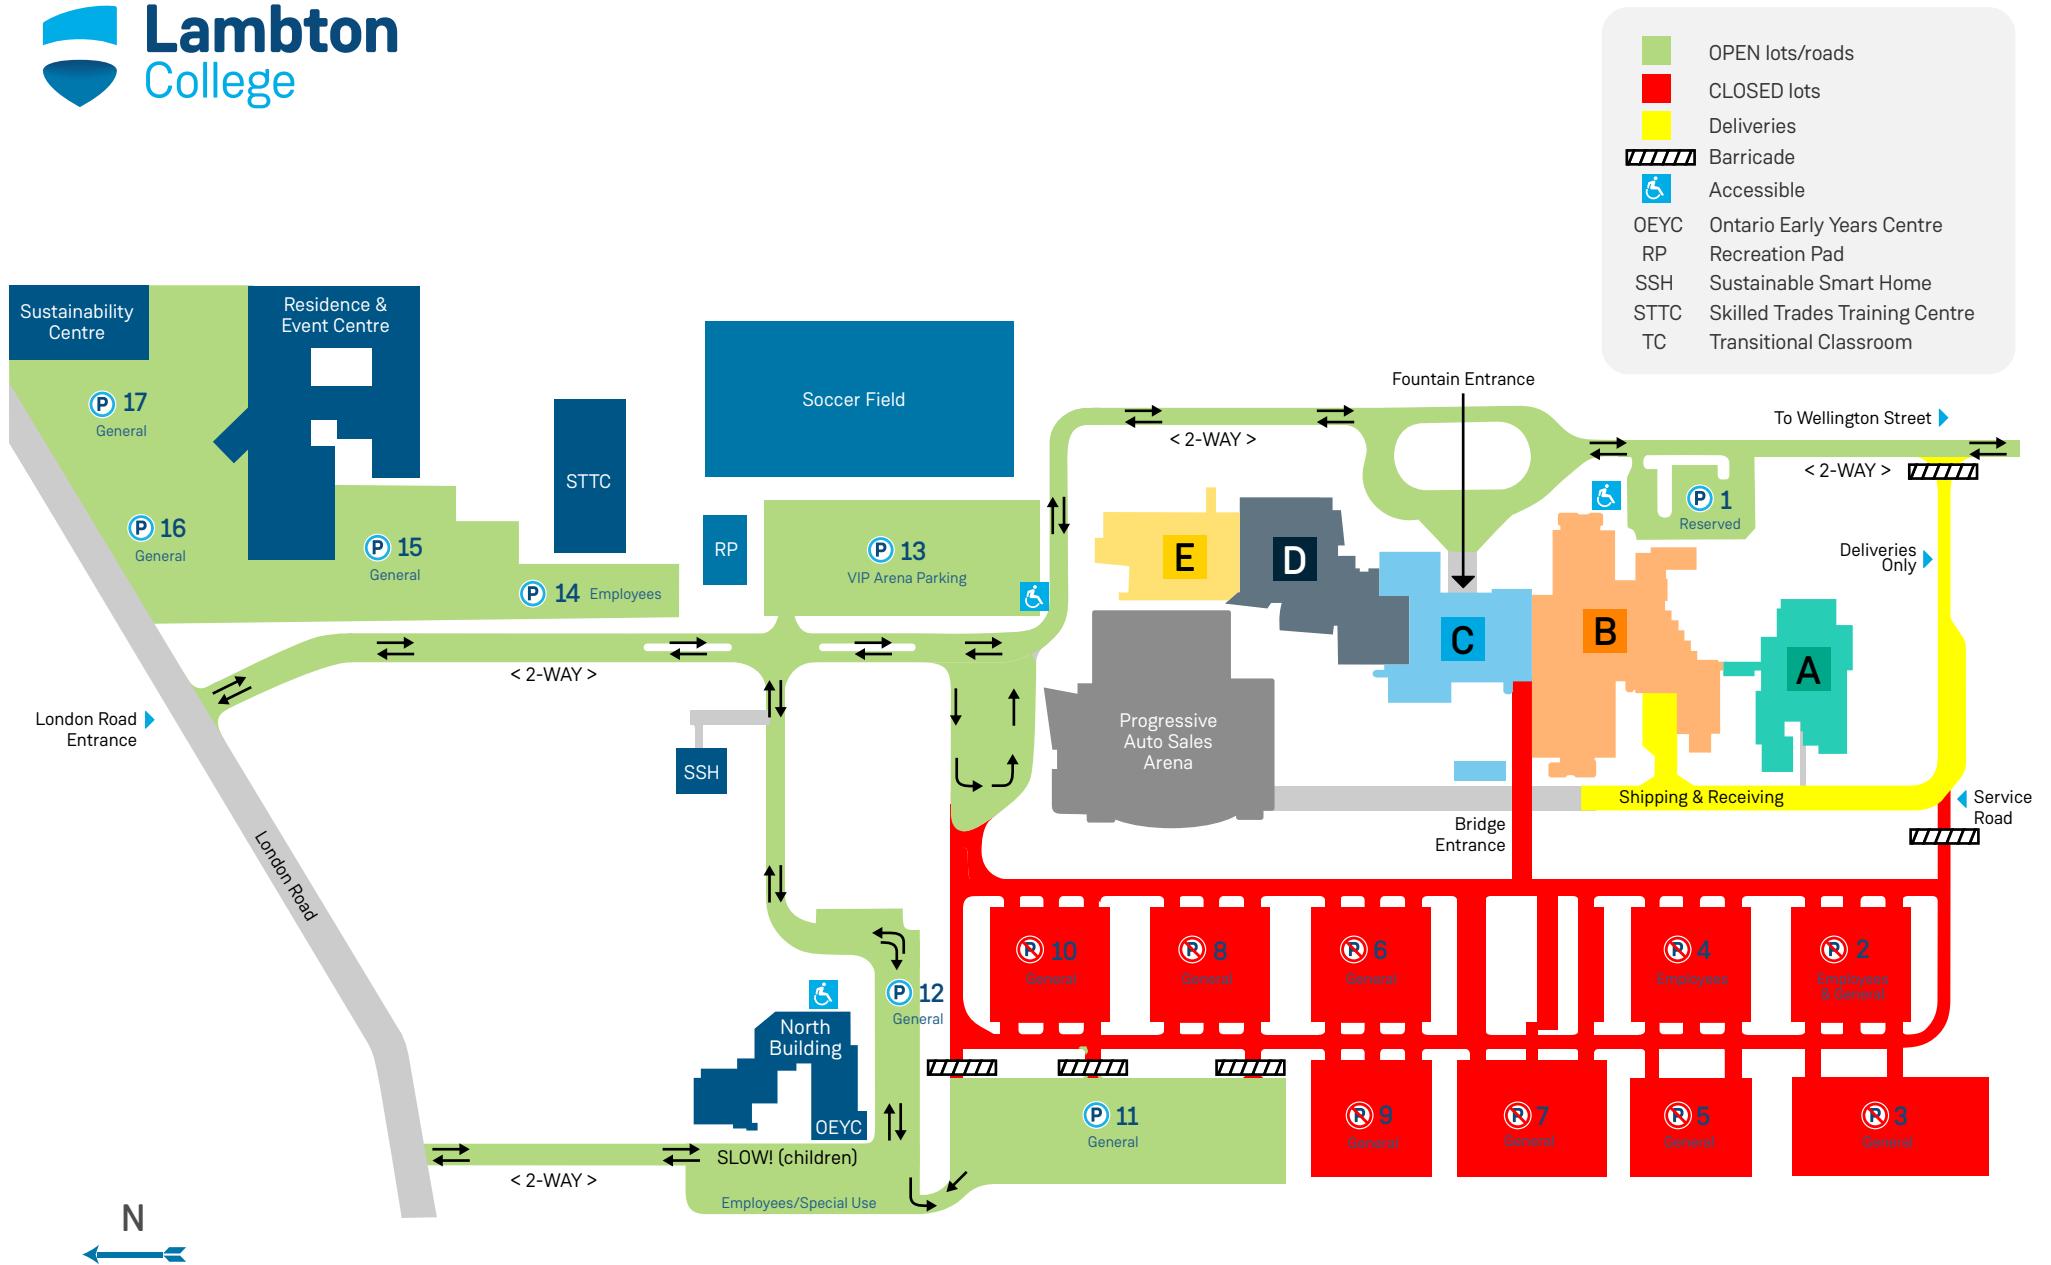 Lambton
College
OPEN lots/roads
CLOSED lots
Deliveries
Barricade
Accessible
OEYC Ontario Early Years Centre
RP Recreation Pad
SSH Sustainable Smart Home
STTC Skilled Trades Training Centre
TC Transitional Classroom
Sustainability
Centre
Residence &
Event Centre
P 17
General
P 16
General
P 15
General
P 14 Employees
STTC
Soccer Field
RP
P 13
VIP Arena Parking
< 2-WAY >
Fountain Entrance
To Wellington Street
< 2-WAY >
P 1
Reserved
Deliveries
Only
E
D
C
B
A
< 2-WAY >
London Road
Entrance
SSH
London Road
Progressive
Auto Sales
Arena
Shipping & Receiving
Service
Road
Bridge
Entrance
P 10
General
P 8
General
P 6
General
P 4
Employees
P 2
Employees
& General
P 12
General
North
Building
OEYC
P 11
General
P 9
General
P 7
General
P 5
General
P 3
General
SLOW! (children)
< 2-WAY >
Employees/Special Use
N